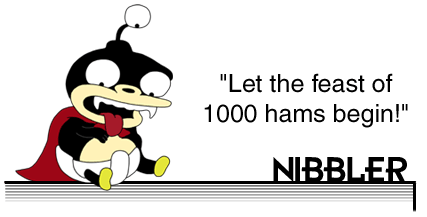 "Let the feast of
1000 hams begin!"
NIBBLER